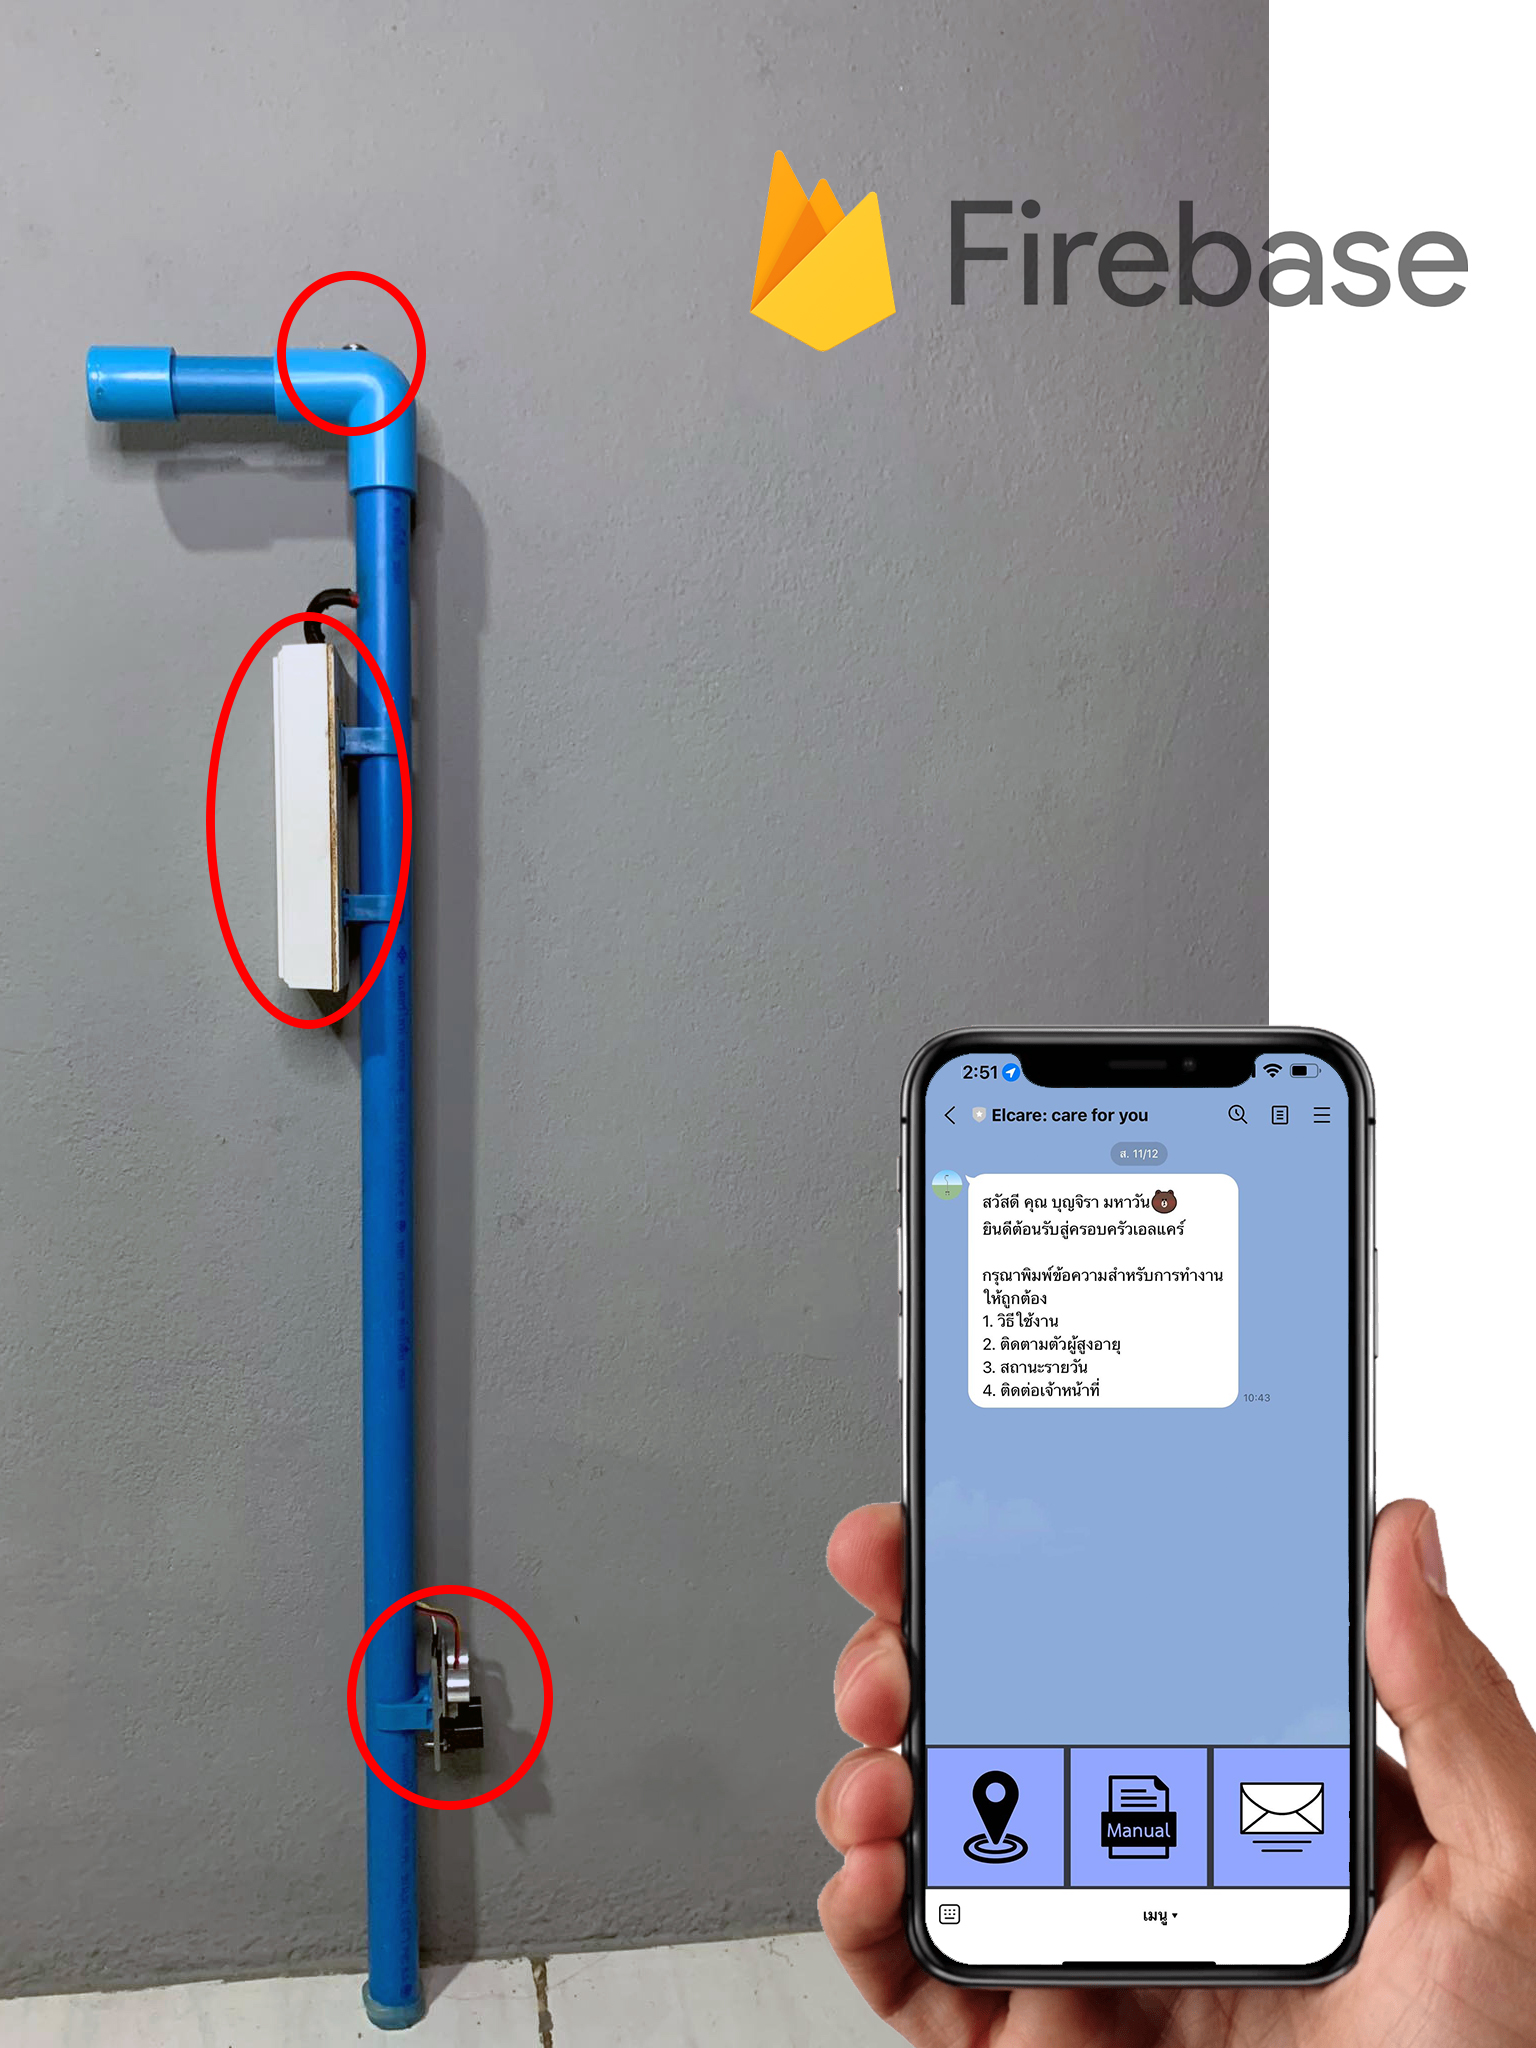 Firebase
2:51
Elcare: care for you
ส. 11/12
สวัสดี คุณ บุญจิรา มหาวัน
ยินดีต้อนรับสู่ครอบครัวเอลแคร์
กรุณาพิมพ์ข้อความสำหรับการทำงาน
ให้ถูกต้อง
1. วิธีใช้งาน
2. ติดตามตัวผู้สูงอายุ
3. สถานะรายวัน
4. ติดต่อเจ้าหน้าที่
10:43
Manual
เมนู